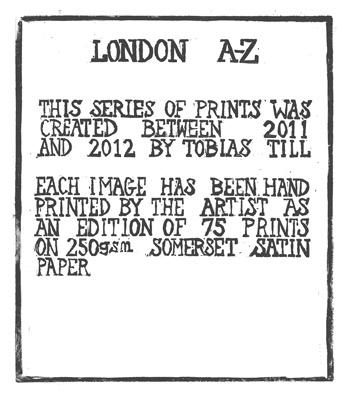 LONDON A-Z
THIS SERIES OF PRINTS WAS
CREATED BETWEEN 2011
AND 2012 BY TOBIAS TILL
EACH IMAGE HAS BEEN HAND
PRINTED BY THE ARTIST AS
AN EDITION OF 75 PRINTS
ON 250gsm SOMERSET SATIN
PAPER